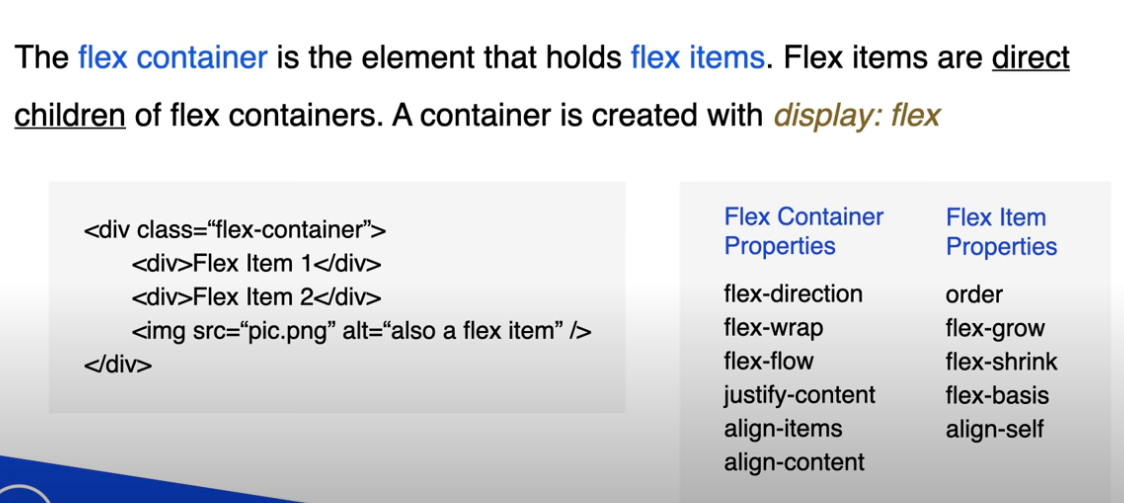 The flex container is the element that holds flex items. Flex items are direct
children of flex containers. A container is created with display: flex
<div class=“flex-container”>
<div>Flex Item 1</div>
<div>Flex Item 2</div>
<img src=“pic.png” alt=“also a flex item” />
</div>
Flex Container
Properties
flex-direction
flex-wrap
flex-flow
justify-content
align-items
align-content
Flex Item
Properties
order
flex-grow
flex-shrink
flex-basis
align-self